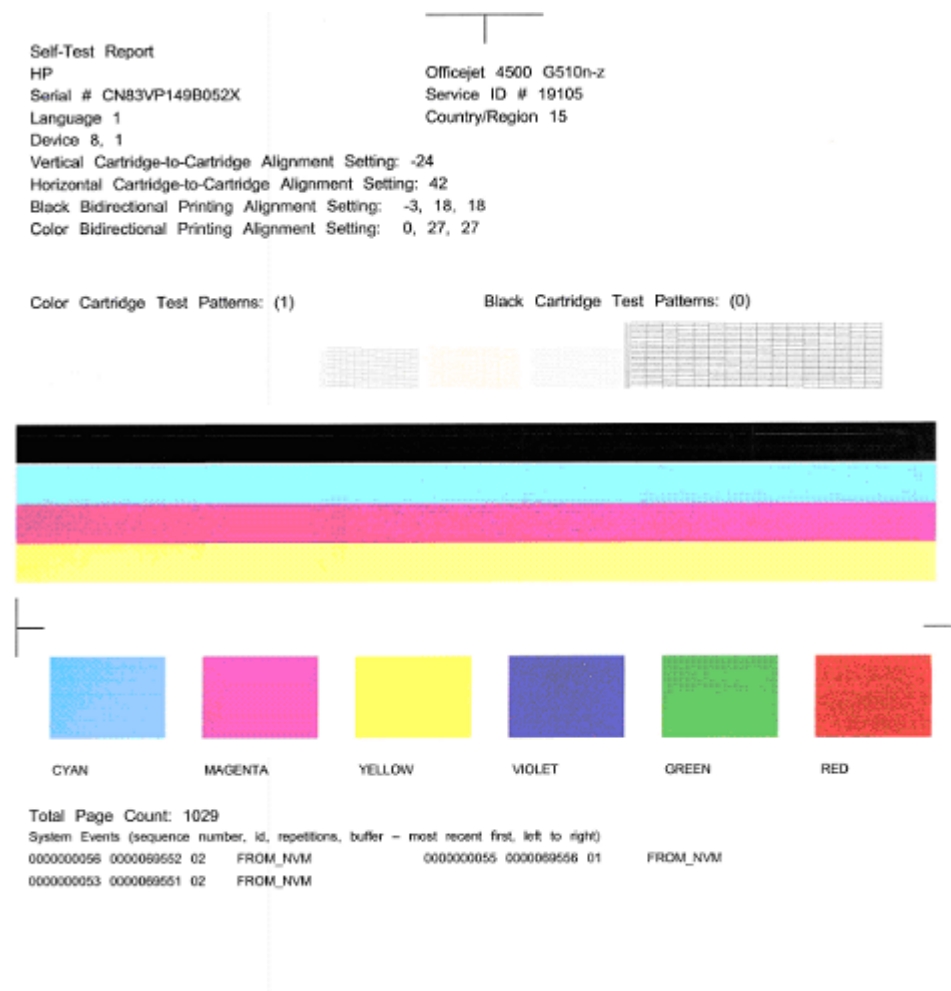 Self-Test Report
HP
Officejet 4500 G510n-z
Serial # CN83VP149B052X
Service ID # 19105
Language 1
Country/Region 15
Device 8, 1
Vertical Cartridge-to-Cartridge Alignment Setting: -24
Horizontal Cartridge-to-Cartridge Alignment Setting: 42
Black Bidirectional Printing Alignment Setting: -3, 18, 18
Color Bidirectional Printing Alignment Setting: 0, 27, 27
Color Cartridge Test Patterns: (1)
Black Cartridge Test Patterns: (0)
CYAN
MAGENTA
YELLOW
VIOLET
GREEN
RED
Total Page Count: 1029
System Events (sequence number, id, repetitions, buffer – most recent first, left to right)
0000000056 0000069552 02 FROM_NVM
0000000055 0000069556 01 FROM_NVM
0000000053 0000069551 02 FROM_NVM